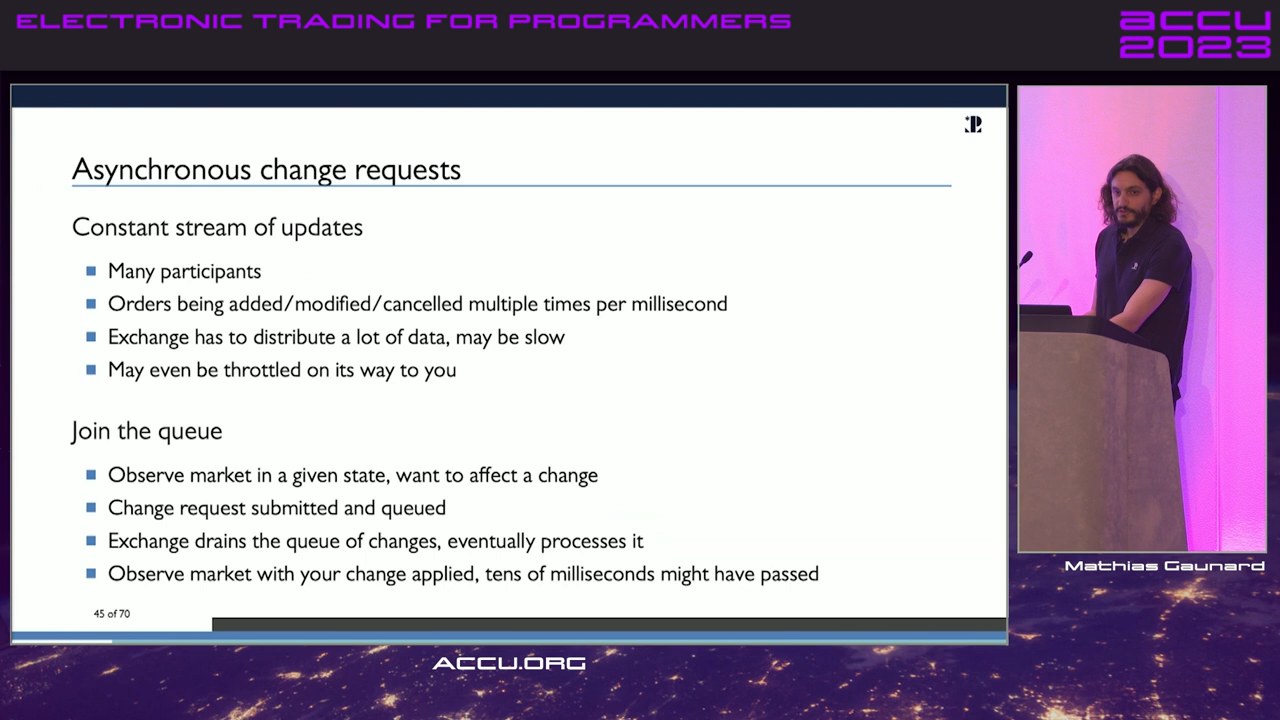 ELECTRONIC TRADING FOR PROGRAMMERS
accu
2023
Asynchronous change requests
Constant stream of updates
Many participants
Orders being added/modified/cancelled multiple times per millisecond
Exchange has to distribute a lot of data, may be slow
May even be throttled on its way to you
Join the queue
Observe market in a given state, want to affect a change
Change request submitted and queued
Exchange drains the queue of changes, eventually processes it
Observe market with your change applied, tens of milliseconds might have passed
45 of 70
Mathias Gaunard
ACCU.ORG